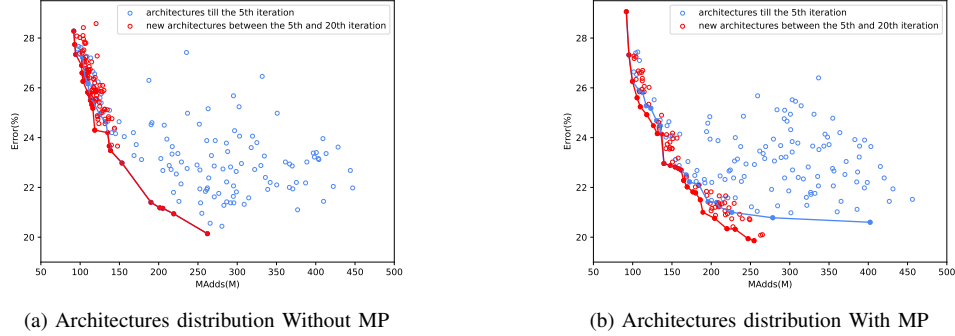 architectures till the 5th iteration
new architectures between the 5th and 20th iteration
Error(%)
28
26
24
22
20
50 100 150 200 250 300 350 400 450 500
MAdds(M)
(a) Architectures distribution Without MP
architectures till the 5th iteration
new architectures between the 5th and 20th iteration
Error(%)
28
26
24
22
20
50 100 150 200 250 300 350 400 450 500
MAdds(M)
(b) Architectures distribution With MP